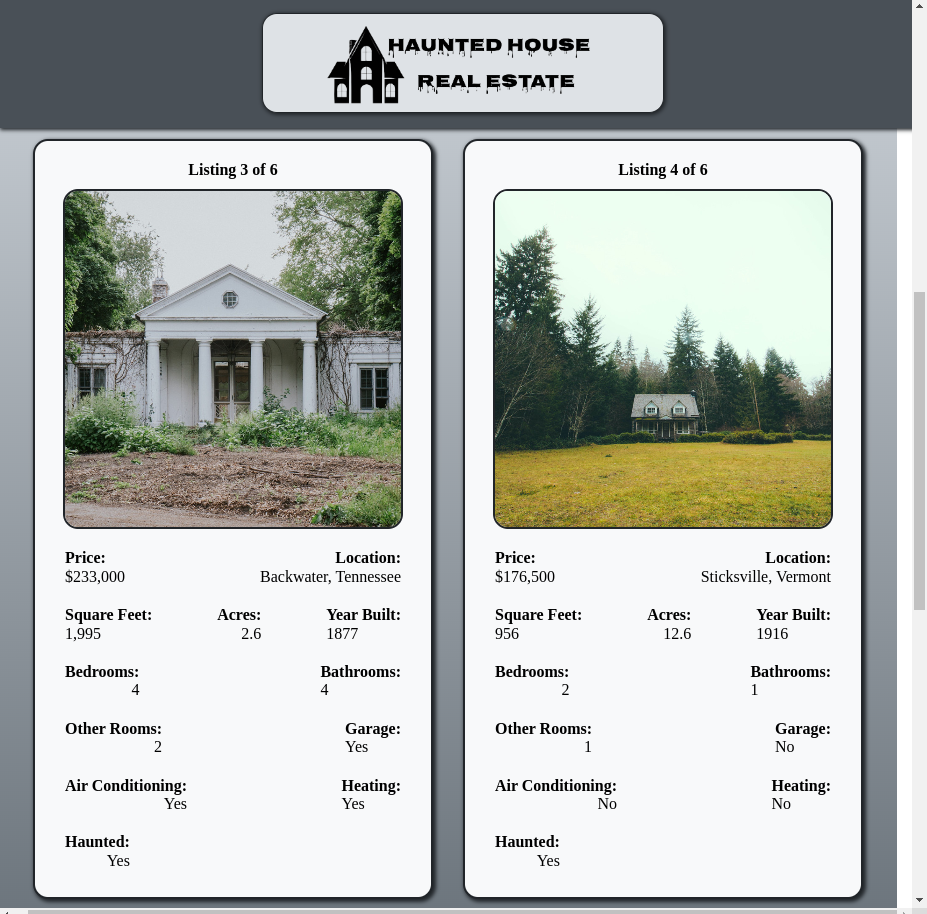 HAUNTED HOUSE
REAL ESTATE
Listing 3 of 6
Price: Location:
$233,000 Backwater, Tennessee
Square Feet: Acres: Year Built:
1,995 2.6 1877
Bedrooms: Bathrooms:
4 4
Other Rooms: Garage:
2 Yes
Air Conditioning: Heating:
Yes Yes
Haunted:
Yes
Listing 4 of 6
Price: Location:
$176,500 Sticksville, Vermont
Square Feet: Acres: Year Built:
956 12.6 1916
Bedrooms: Bathrooms:
2 1
Other Rooms: Garage:
1 No
Air Conditioning: Heating:
No No
Haunted:
Yes